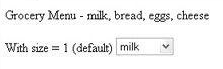 Grocery Menu - milk, bread, eggs, cheese
With size = 1 (default) milk